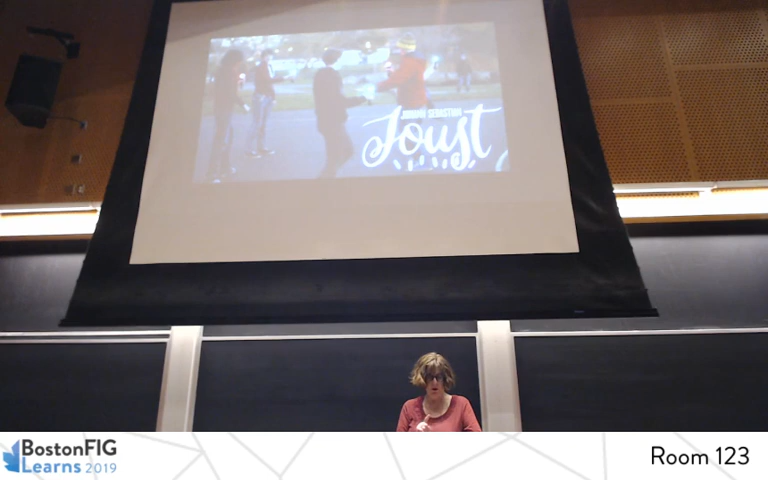 JOHANN SEBASTIAN
Joust
BostonFIG
Learns 2019
Room 123